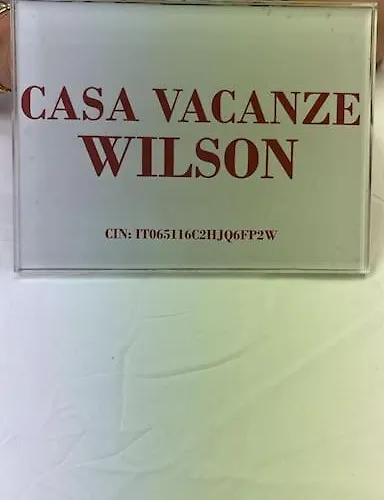 CASA VACANZE
WILSON
CIN: IT065116C2HJQ6FP2W